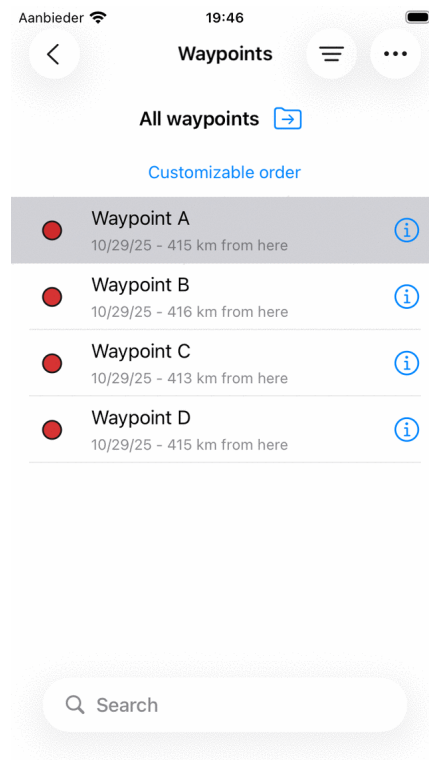 Aanbieder 19:46
Waypoints
All waypoints
Customizable order
Waypoint A
10/29/25 - 415 km from here
Waypoint B
10/29/25 - 416 km from here
Waypoint C
10/29/25 - 413 km from here
Waypoint D
10/29/25 - 415 km from here
Search